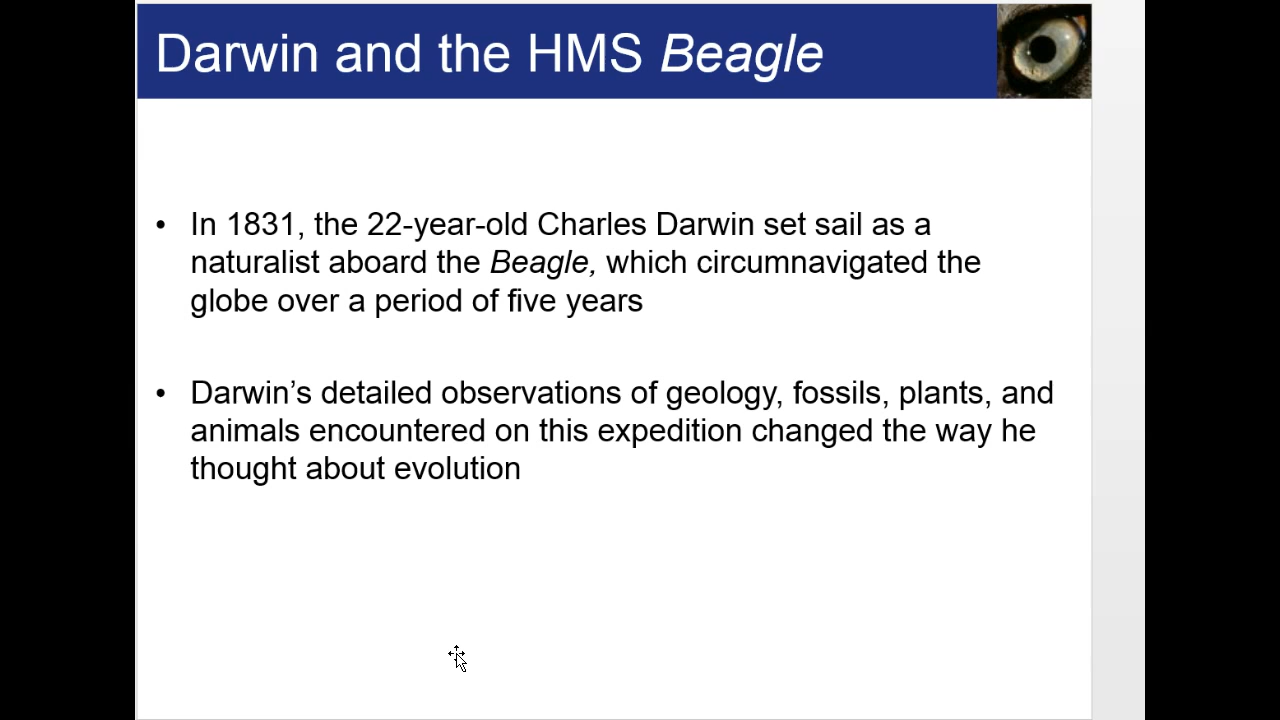 Darwin and the HMS Beagle
• In 1831, the 22-year-old Charles Darwin set sail as a
naturalist aboard the Beagle, which circumnavigated the
globe over a period of five years
• Darwin’s detailed observations of geology, fossils, plants, and
animals encountered on this expedition changed the way he
thought about evolution